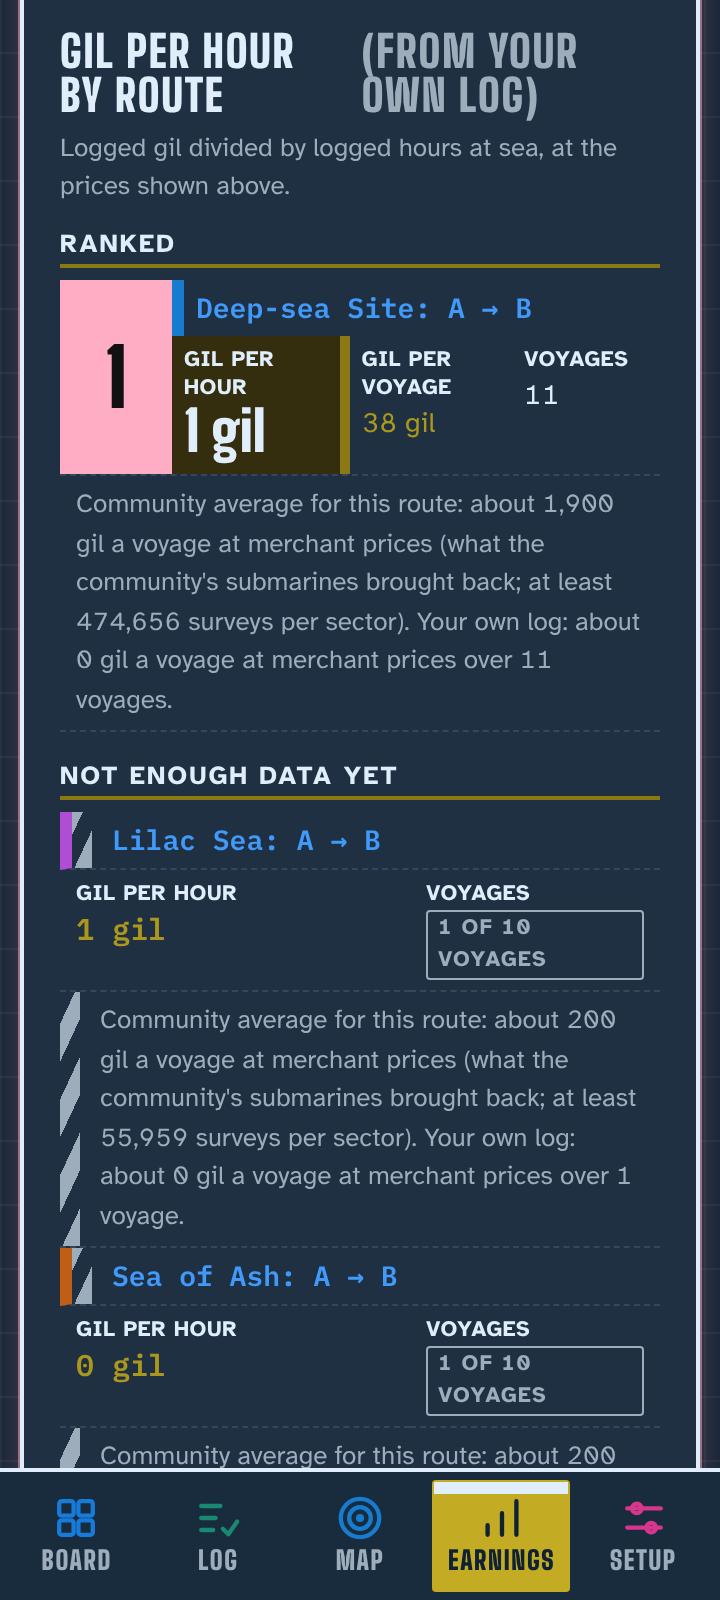 GIL PER HOUR
BY ROUTE
(FROM YOUR
OWN LOG)
Logged gil divided by logged hours at sea, at the
prices shown above.
RANKED
1
Deep-sea Site: A → B
GIL PER
HOUR
1 gil
GIL PER
VOYAGE
38 gil
VOYAGES
11
Community average for this route: about 1,900
gil a voyage at merchant prices (what the
community's submarines brought back; at least
474,656 surveys per sector). Your own log: about
0 gil a voyage at merchant prices over 11
voyages.
NOT ENOUGH DATA YET
Lilac Sea: A → B
GIL PER HOUR
1 gil
VOYAGES
1 OF 10
VOYAGES
Community average for this route: about 200
gil a voyage at merchant prices (what the
community's submarines brought back; at least
55,959 surveys per sector). Your own log:
about 0 gil a voyage at merchant prices over 1
voyage.
Sea of Ash: A → B
GIL PER HOUR
0 gil
VOYAGES
1 OF 10
VOYAGES
Community average for this route: about 200
BOARD
LOG
MAP
EARNINGS
SETUP